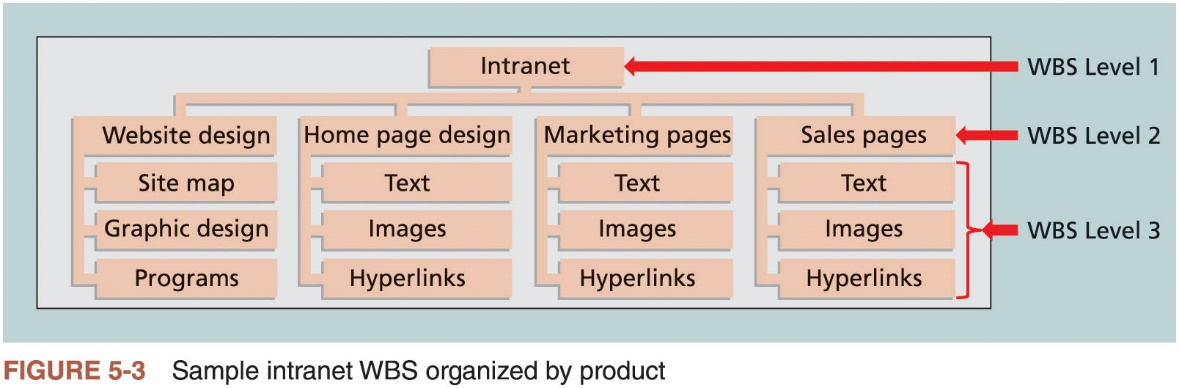 Intranet
WBS Level 1
Website design Home page design Marketing pages Sales pages
WBS Level 2
Site map Text Text Text
Graphic design Images Images Images
WBS Level 3
Programs Hyperlinks Hyperlinks Hyperlinks
FIGURE 5-3 Sample intranet WBS organized by product